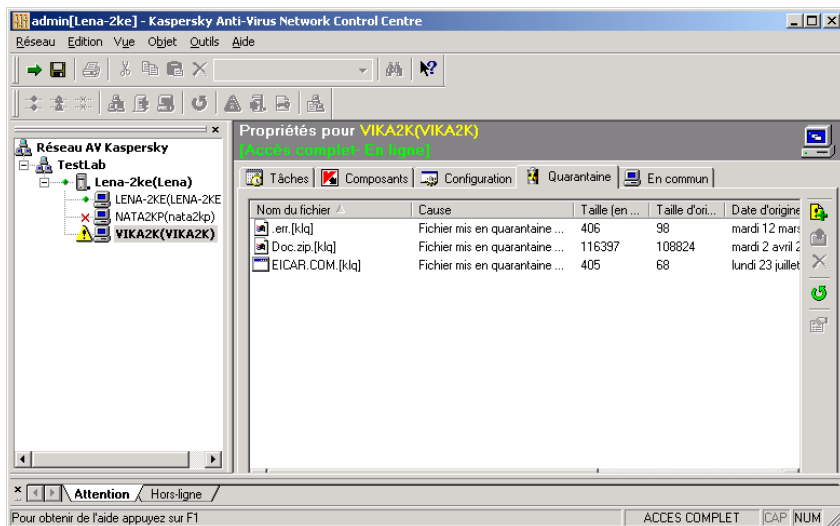 admin[Lena-2ke] - Kaspersky Anti-Virus Network Control Centre
Réseau Edition Vue Objet Outils Aide
Réseau AV Kaspersky
TestLab
Lena-2ke(Lena)
LENA-2KE(LENA-2KE
NATA2KP(nata2kp)
VIKA2K(VIKA2K)
Propriétés pour VIKA2K(VIKA2K)
[Accès complet- En ligne]
Tâches Composants Configuration Quarantaine En commun
Nom du fichier Cause Taille (en ... Taille d'ori... Date d'origine
.err.[klq] Fichier mis en quarantaine ... 406 98 mardi 12 mars
Doc.zip.[klq] Fichier mis en quarantaine ... 116397 108824 mardi 2 avril 2
EICAR.COM.[klq] Fichier mis en quarantaine ... 405 68 lundi 23 juillet
Attention Hors-ligne
Pour obtenir de l'aide appuyez sur F1 ACCES COMPLET CAP NUM